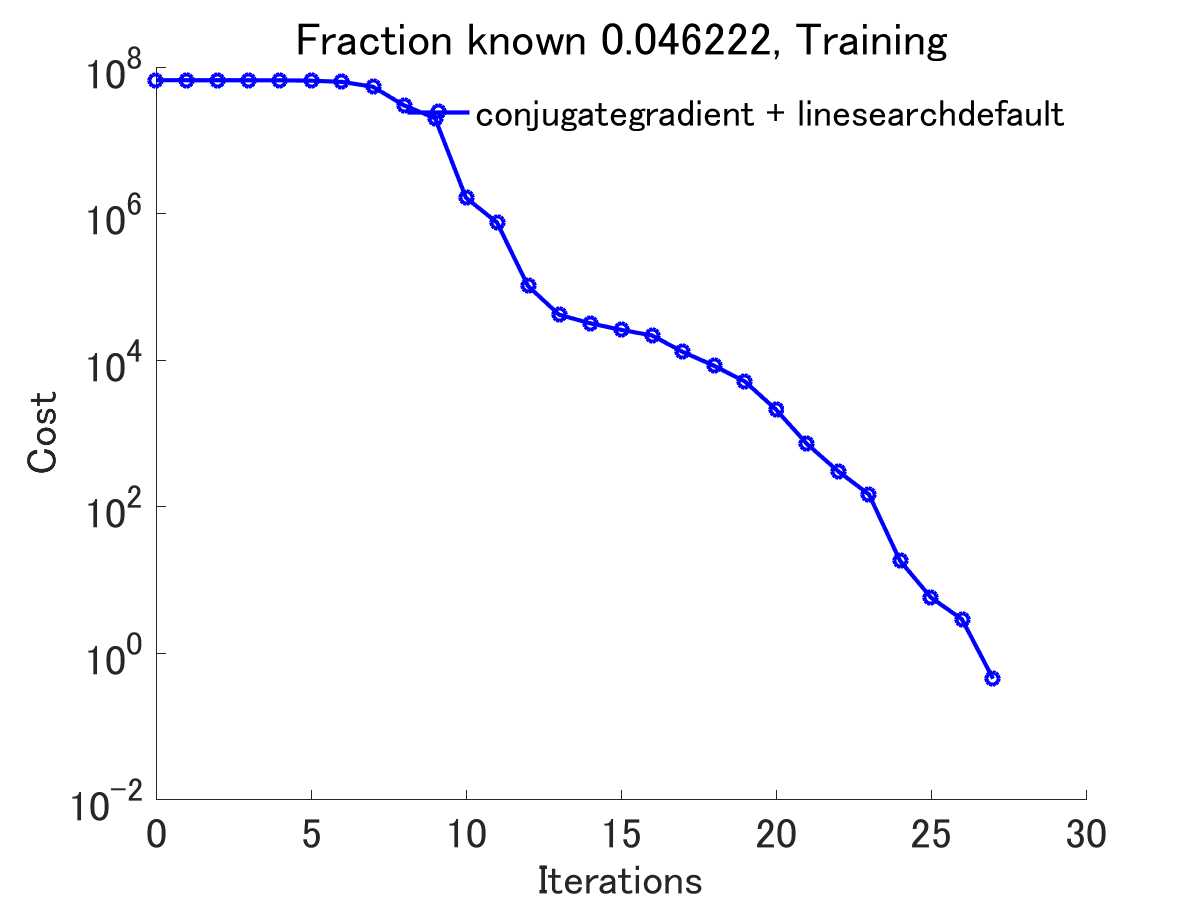 Fraction known 0.046222, Training
conjugategradient + linesearchdefault
Cost
10^8
10^6
10^4
10^2
10^0
10^-2
0 5 10 15 20 25 30
Iterations